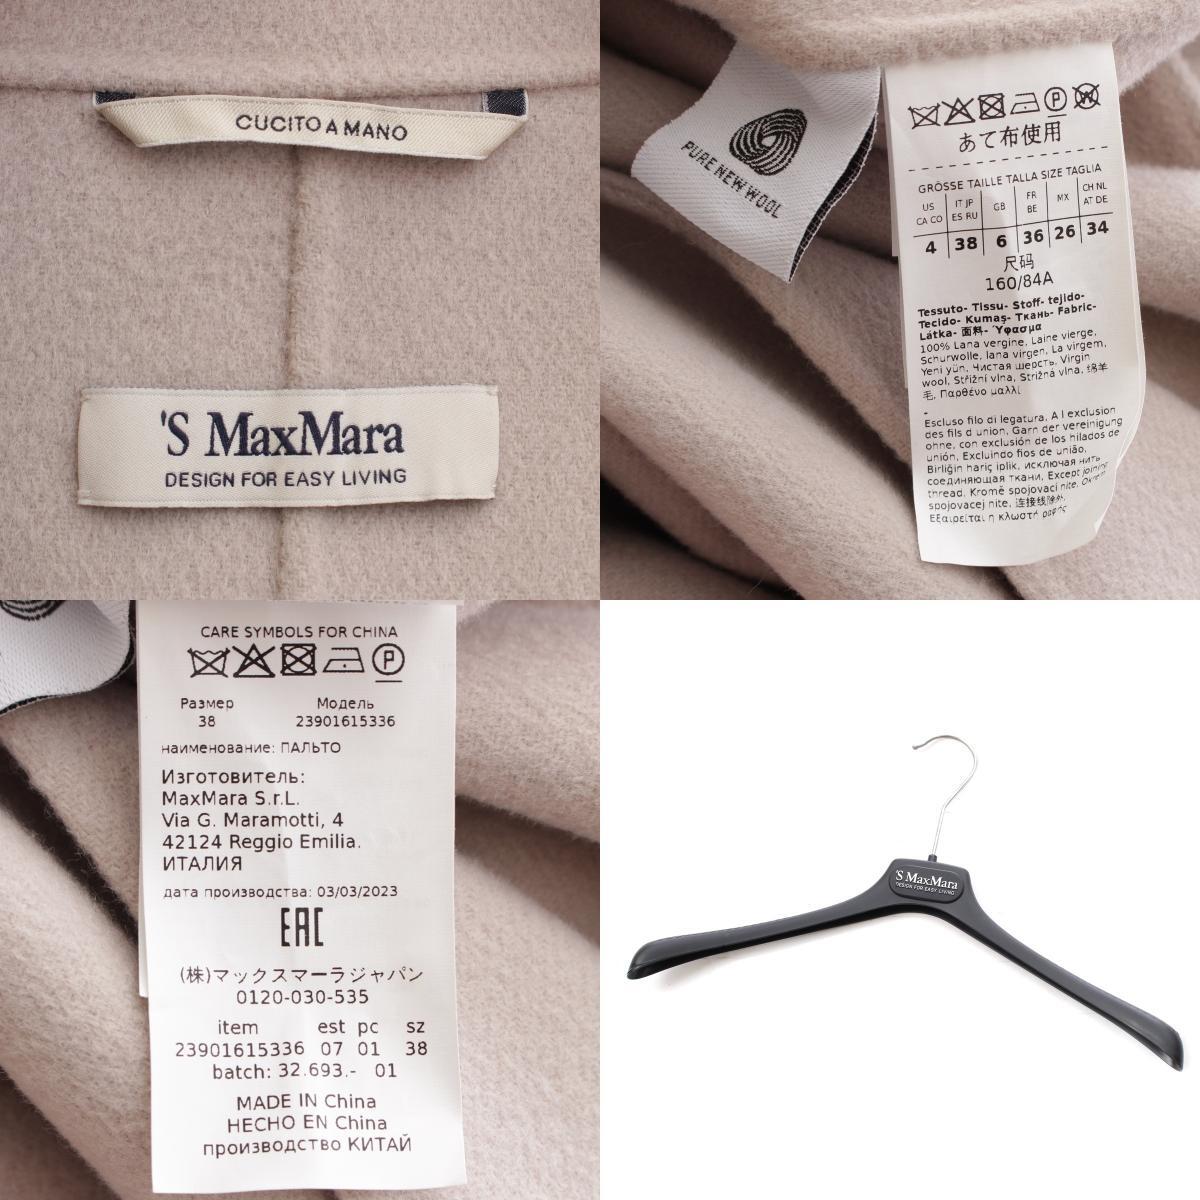 CUCITO A MANO
'S MaxMara
DESIGN FOR EASY LIVING
PURE NEW WOOL
P W
あて布使用
GRÖSSE TAILLE TALLA SIZE TAGLIA
US CA CO
IT JP ES RU
GB
FR BE
MX
CH NL AT DE
4 38 6 36 26 34
尺码
160/84A
Tessuto- Tissu- Stoff- tejido-
Tecido- Kumaş- Ткань- Fabric-
Látka- 面料- Ύφασμα
100% Lana vergine, Laine vierge,
Schurwolle, lana virgen, La virgem,
Yeni yün, Чистая шерсть, Virgin
wool, Střižní vlna, Strižná vlna, 绵羊
毛, Παρθένο μαλλί
-
Escluso filo di legatura, A l exclusion
des fils d union, Garn der vereinigung
ohne, con exclusión de los hilados de
unión, Excluindo fios de união,
Birliğin hariç iplik, исключая нить
соединяющая ткани, Except joining
thread. Kromě spojovací nite, Okrem
spojovacej nite, 连接线除外,
Εξαιρείται η κλωστή ραφής
CARE SYMBOLS FOR CHINA
P
Размер Модель
38 23901615336
наименование: ПАЛЬТО
Изготовитель:
MaxMara S.r.L.
Via G. Maramotti, 4
42124 Reggio Emilia.
ИТАЛИЯ
дата производства: 03/03/2023
EAC
(株)マックスマーラジャパン
0120-030-535
item est pc sz
23901615336 07 01 38
batch: 32.693.- 01
MADE IN China
HECHO EN China
производство КИТАЙ
'S MaxMara
DESIGN FOR EASY LIVING